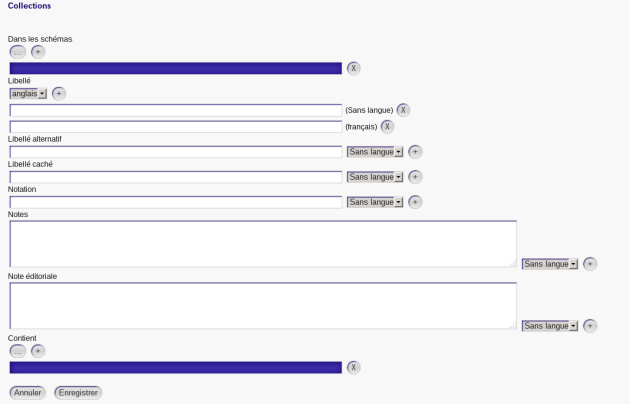 Collections
Dans les schémas
... +
X
Libellé
anglais +
(Sans langue) X
(français) X
Libellé alternatif
Sans langue +
Libellé caché
Sans langue +
Notation
Sans langue +
Notes
Sans langue +
Note éditoriale
Sans langue +
Contient
... +
X
Annuler Enregistrer